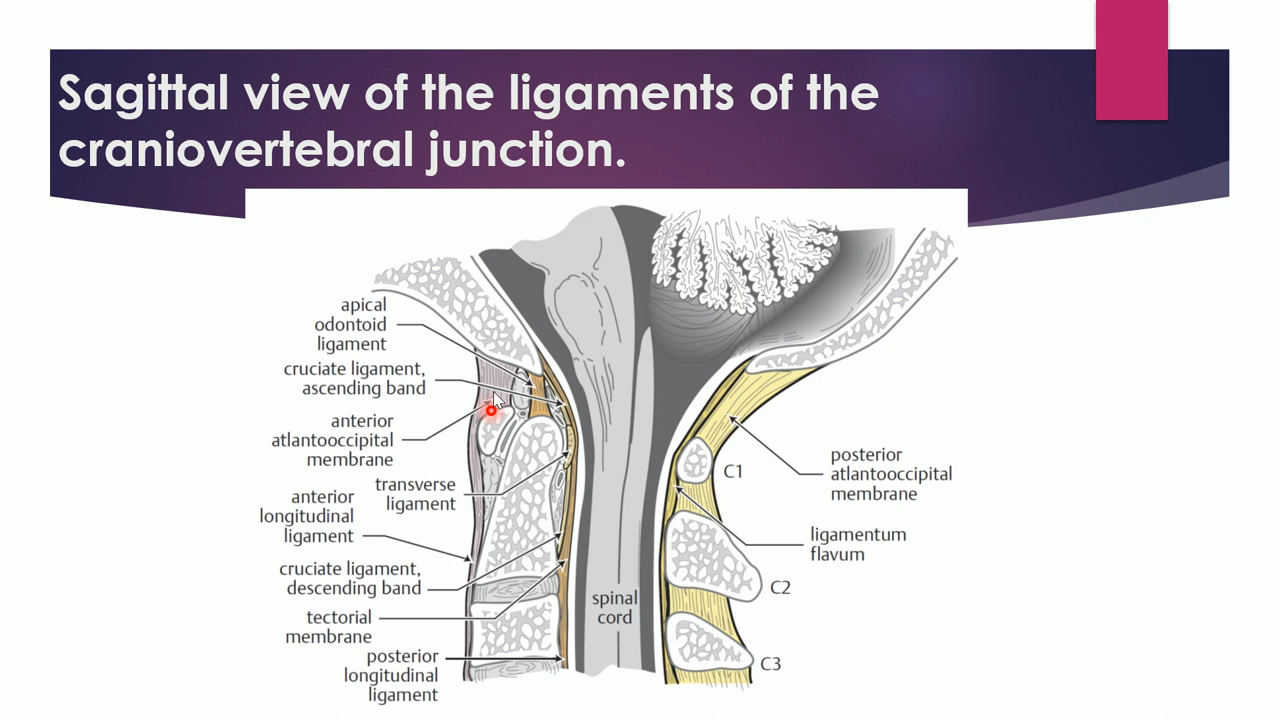 Sagittal view of the ligaments of the
craniovertebral junction.
apical
odontoid
ligament
cruciate ligament,
ascending band
anterior
atlantooccipital
membrane
transverse
ligament
anterior
longitudinal
ligament
cruciate ligament,
descending band
tectorial
membrane
posterior
longitudinal
ligament
spinal
cord
C1
posterior
atlantooccipital
membrane
ligamentum
flavum
C2
C3